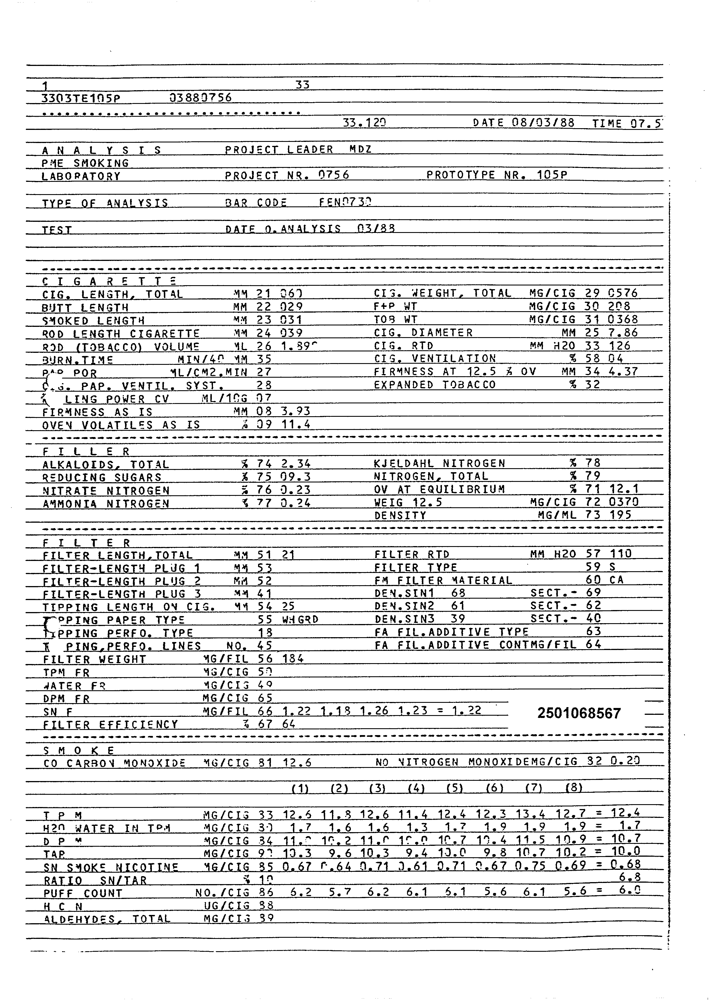 1 33
3303TE105P 03880756
33.120 DATE 08/03/88 TIME 07.5
A N A L Y S I S PROJECT LEADER MDZ
PME SMOKING
LABORATORY PROJECT NR. 0756 PROTOTYPE NR. 105P
TYPE OF ANALYSIS BAR CODE FEN0730
TEST DATE O.ANALYSIS 03/88
C I G A R E T T E
CIG. LENGTH, TOTAL MM 21 060 CIG. WEIGHT, TOTAL MG/CIG 29 0576
BUTT LENGTH MM 22 029 F+P WT MG/CIG 30 208
SMOKED LENGTH MM 23 031 TOB WT MG/CIG 31 0368
ROD LENGTH CIGARETTE MM 24 039 CIG. DIAMETER MM 25 7.86
ROD (TOBACCO) VOLUME ML 26 1.890 CIG. RTD MM H2O 33 126
BURN.TIME MIN/40 MM 35 CIG. VENTILATION % 58 04
POR ML/CM2.MIN 27 FIRMNESS AT 12.5 % OV MM 34 4.37
PAP. VENTIL. SYST. 28 EXPANDED TOBACCO % 32
LING POWER CV ML/10G 07
FIRMNESS AS IS MM 08 3.93
OVEN VOLATILES AS IS % 09 11.4
F I L L E R
ALKALOIDS, TOTAL % 74 2.34 KJELDAHL NITROGEN % 78
REDUCING SUGARS % 75 09.3 NITROGEN, TOTAL % 79
NITRATE NITROGEN % 76 0.23 OV AT EQUILIBRIUM % 71 12.1
AMMONIA NITROGEN % 77 0.24 WEIG 12.5 MG/CIG 72 0370
DENSITY MG/ML 73 195
F I L T E R
FILTER LENGTH,TOTAL MM 51 21 FILTER RTD MM H2O 57 110
FILTER-LENGTH PLUG 1 MM 53 FILTER TYPE 59 S
FILTER-LENGTH PLUG 2 MM 52 FM FILTER MATERIAL 60 CA
FILTER-LENGTH PLUG 3 MM 41 DEN.SIN1 68 SECT.- 69
TIPPING LENGTH ON CIG. MM 54 25 DEN.SIN2 61 SECT.- 62
PPING PAPER TYPE 55 WHGRD DEN.SIN3 39 SECT.- 40
PPING PERFO. TYPE 18 FA FIL.ADDITIVE TYPE 63
PING,PERFO. LINES NO. 45 FA FIL.ADDITIVE CONTMG/FIL 64
FILTER WEIGHT MG/FIL 56 184
TPM FR MG/CIG 50
WATER FR MG/CIG 49
DPM FR MG/CIG 65
SN F MG/FIL 66 1.22 1.18 1.26 1.23 = 1.22 2501068567
FILTER EFFICIENCY % 67 64
S M O K E
CO CARBON MONOXIDE MG/CIG 81 12.6 NO NITROGEN MONOXIDEMG/CIG 82 0.20
(1) (2) (3) (4) (5) (6) (7) (8)
T P M MG/CIG 83 12.6 11.8 12.6 11.4 12.4 12.3 13.4 12.7 = 12.4
H2O WATER IN TPM MG/CIG 80 1.7 1.6 1.6 1.3 1.7 1.9 1.9 1.9 = 1.7
D P M MG/CIG 84 11.0 10.2 11.0 10.0 10.7 10.4 11.5 10.9 = 10.7
TAR MG/CIG 90 10.3 9.6 10.3 9.4 10.0 9.8 10.7 10.2 = 10.0
SN SMOKE NICOTINE MG/CIG 85 0.67 0.64 0.71 0.61 0.71 0.67 0.75 0.69 = 0.68
RATIO SN/TAR % 10 6.8
PUFF COUNT NO./CIG 86 6.2 5.7 6.2 6.1 6.1 5.6 6.1 5.6 = 6.0
H C N UG/CIG 88
ALDEHYDES, TOTAL MG/CIG 89